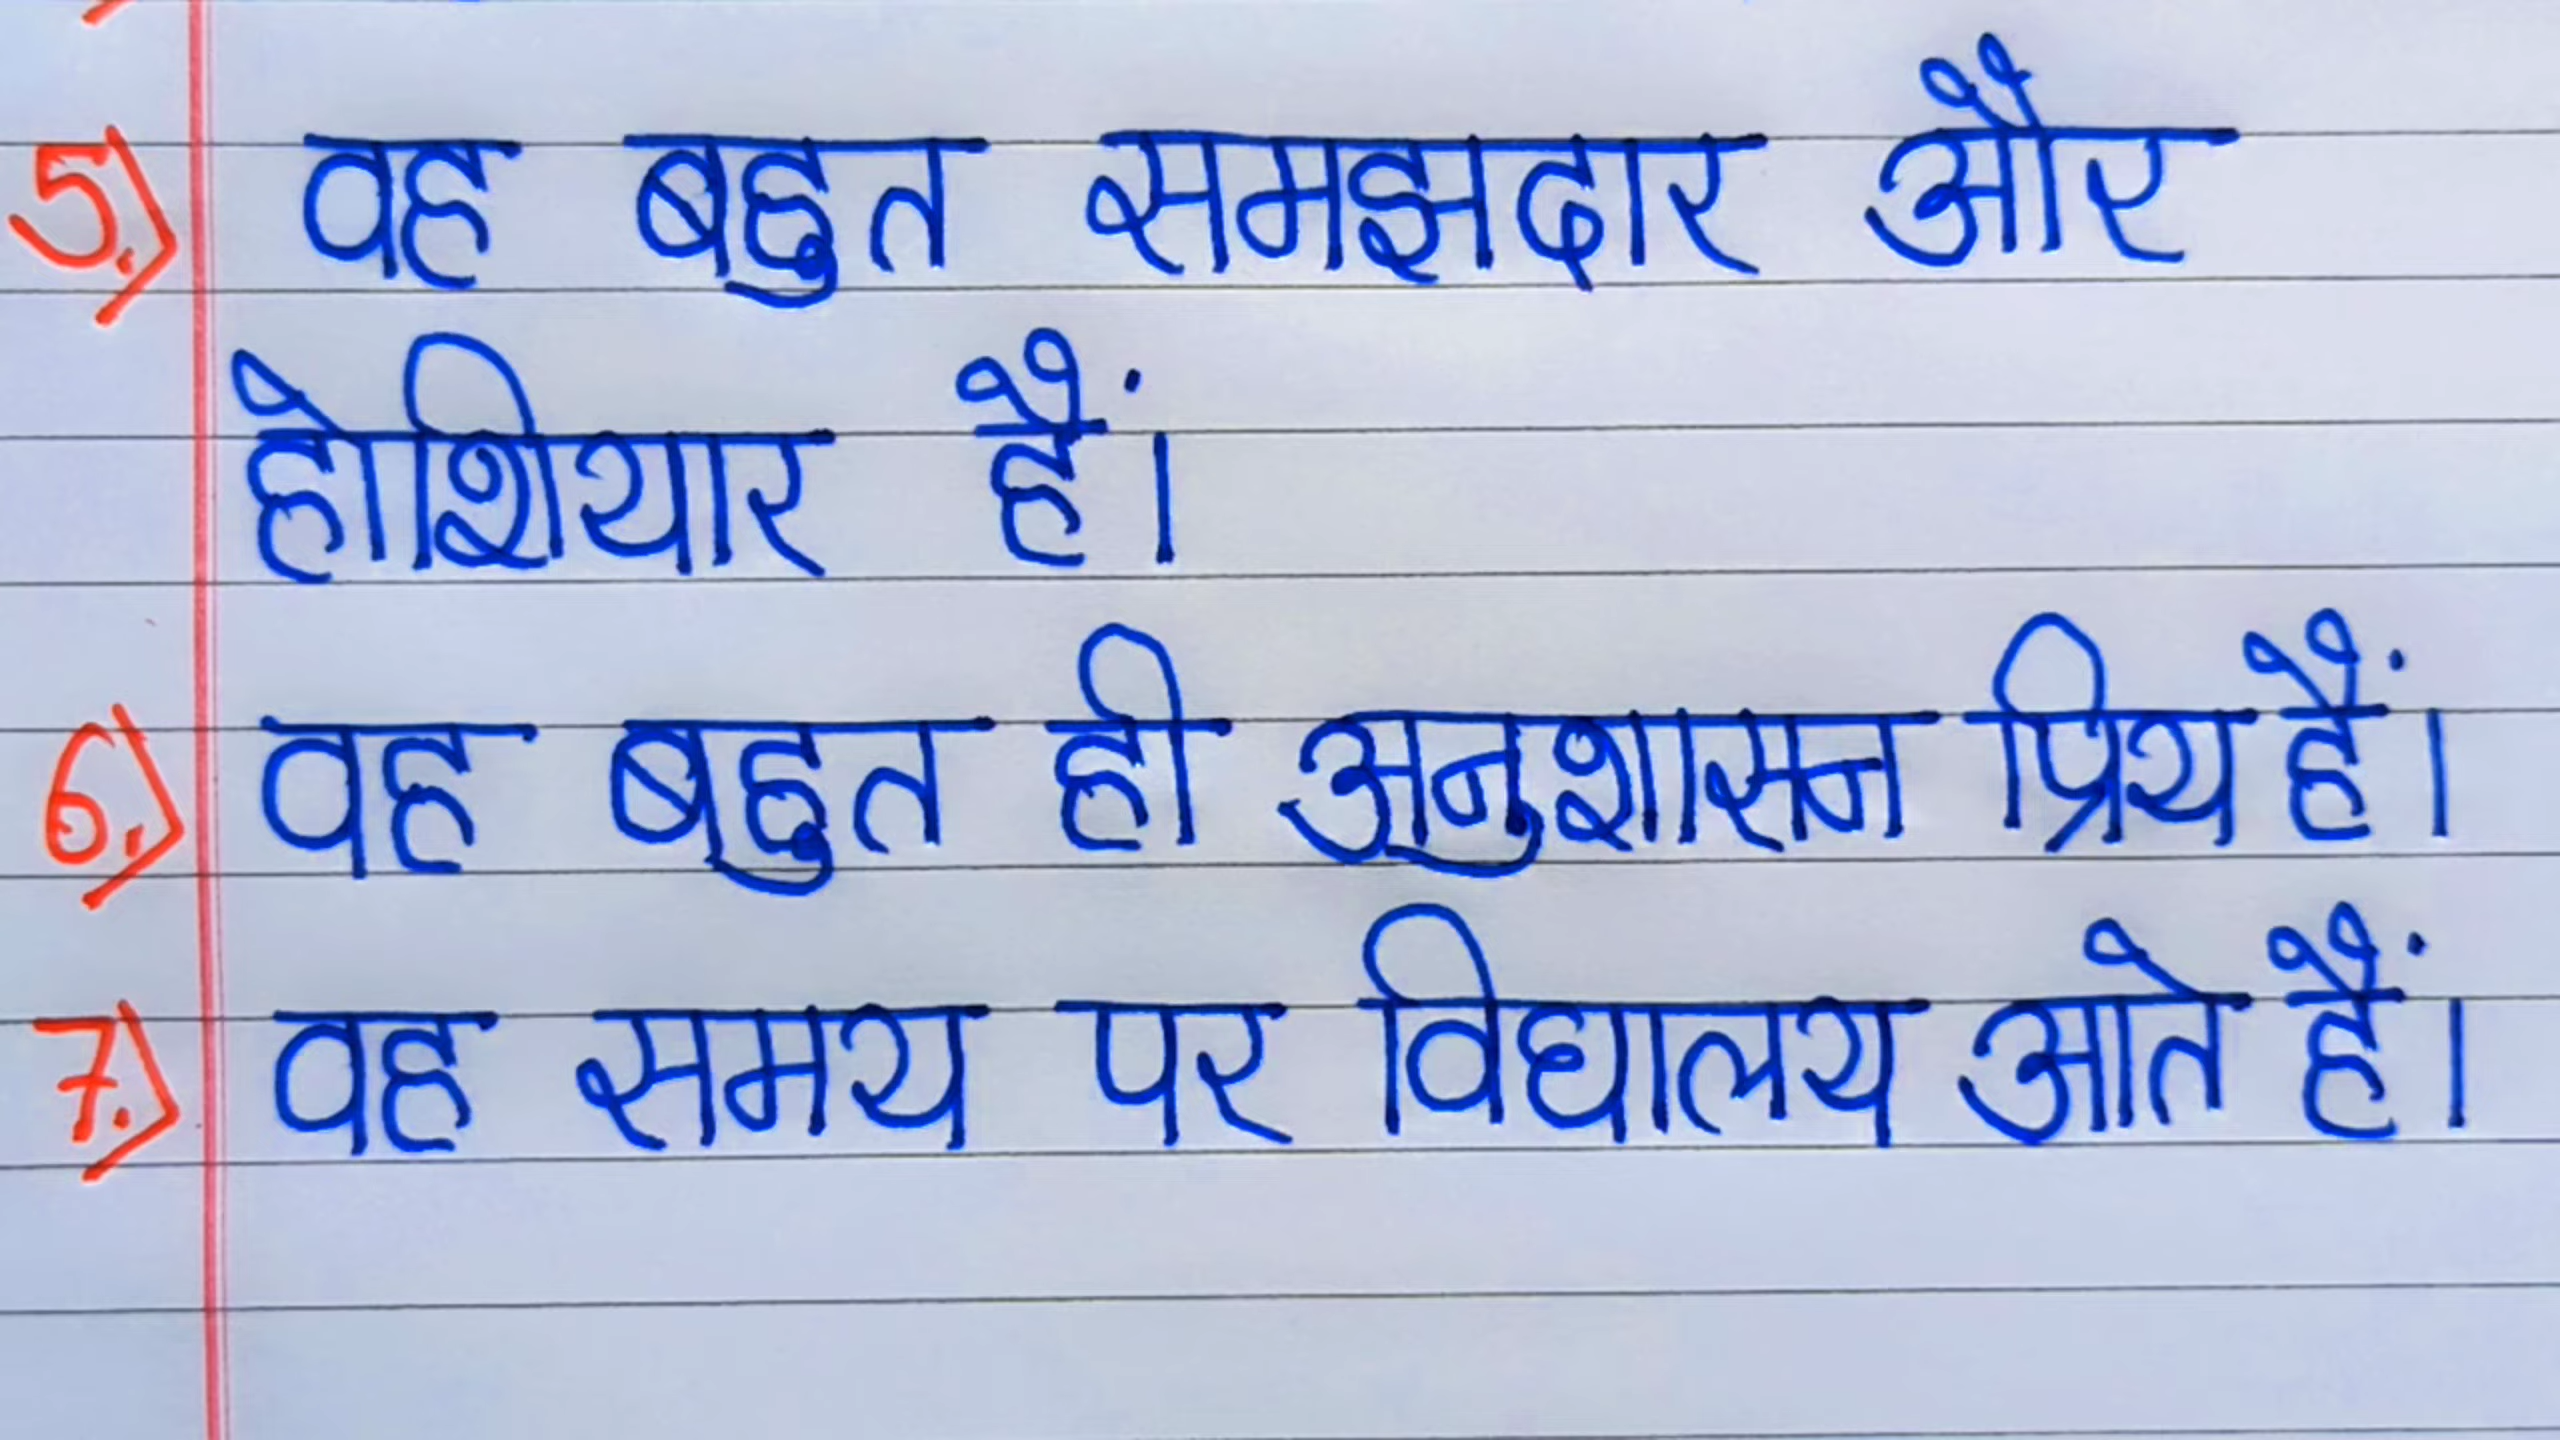 5.) वह बहुत समझदार और
होशियार हैं।
6.) वह बहुत ही अनुशासन प्रिय हैं।
7.) वह समय पर विघालय आते हैं।